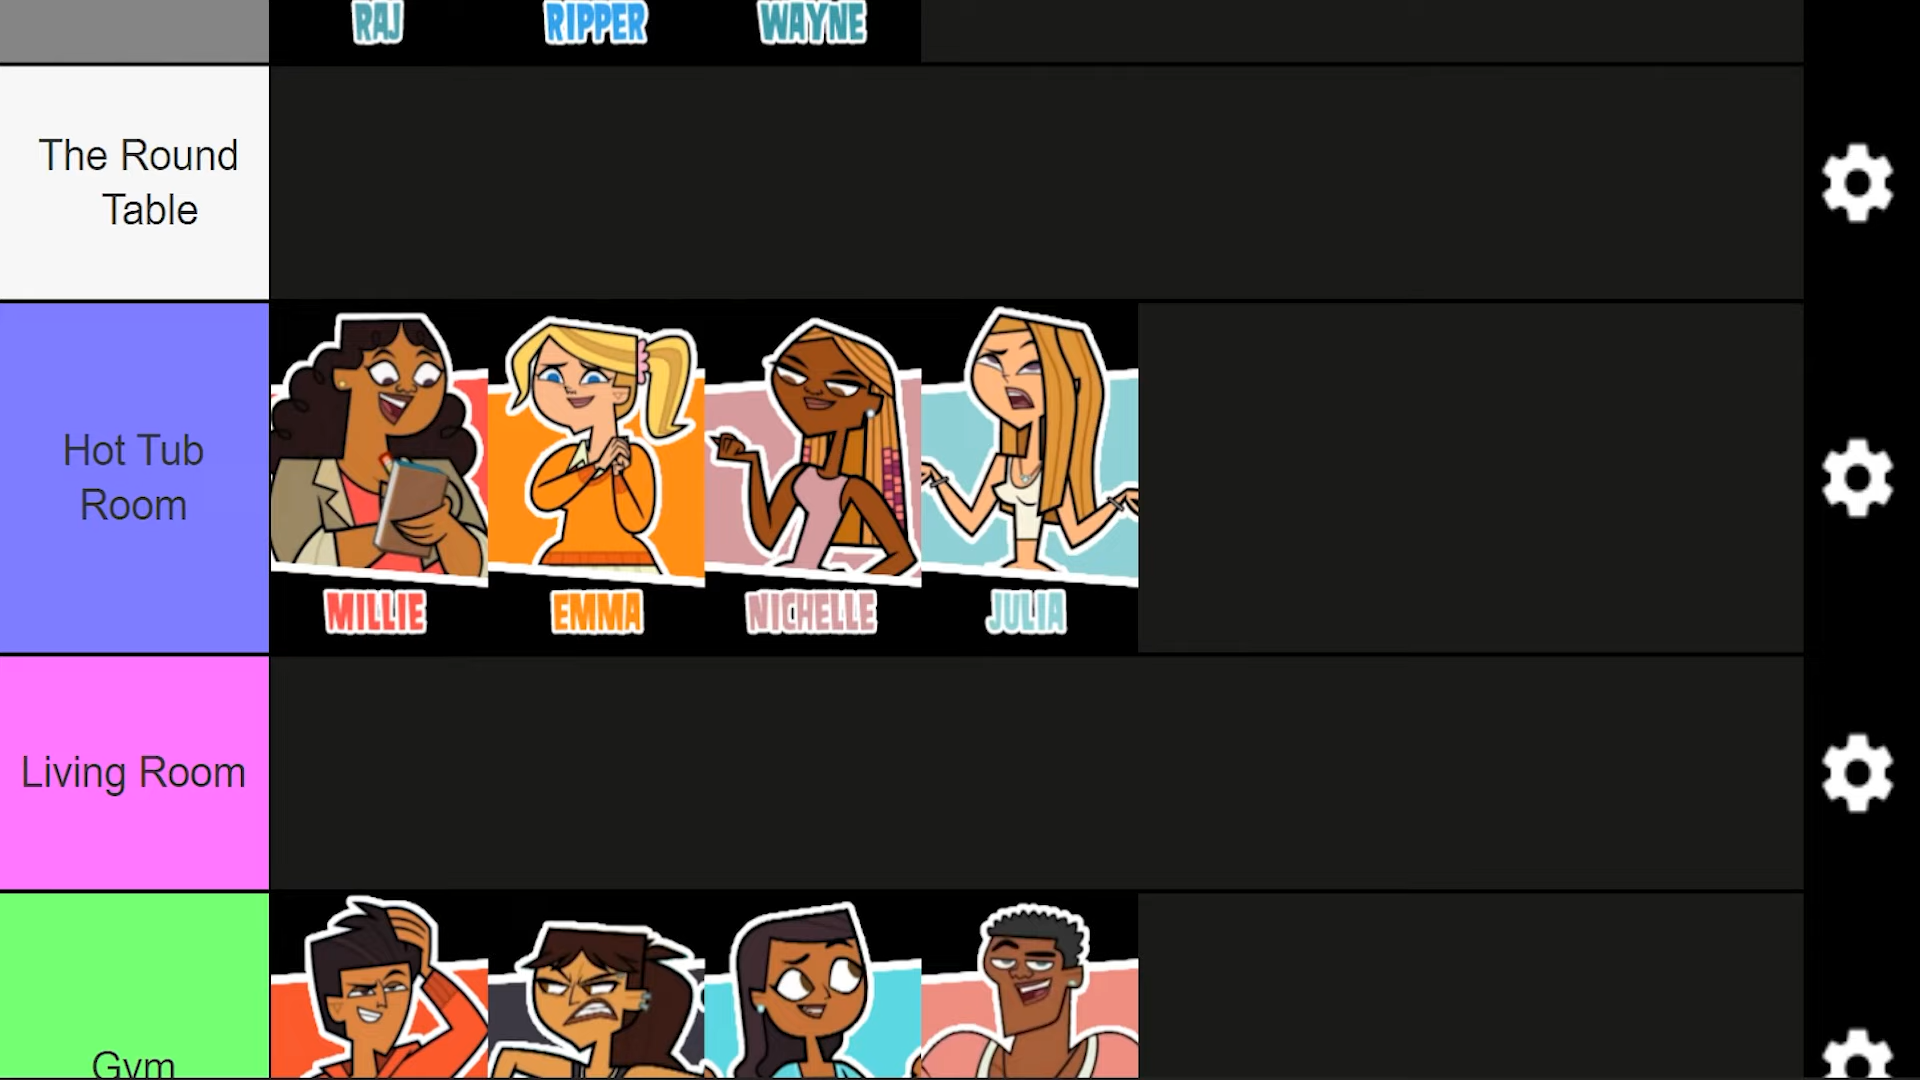 RAJ
RIPPER
WAYNE
The Round
Table
Hot Tub
Room
MILLIE
EMMA
NICHELLE
JULIA
Living Room
Gym